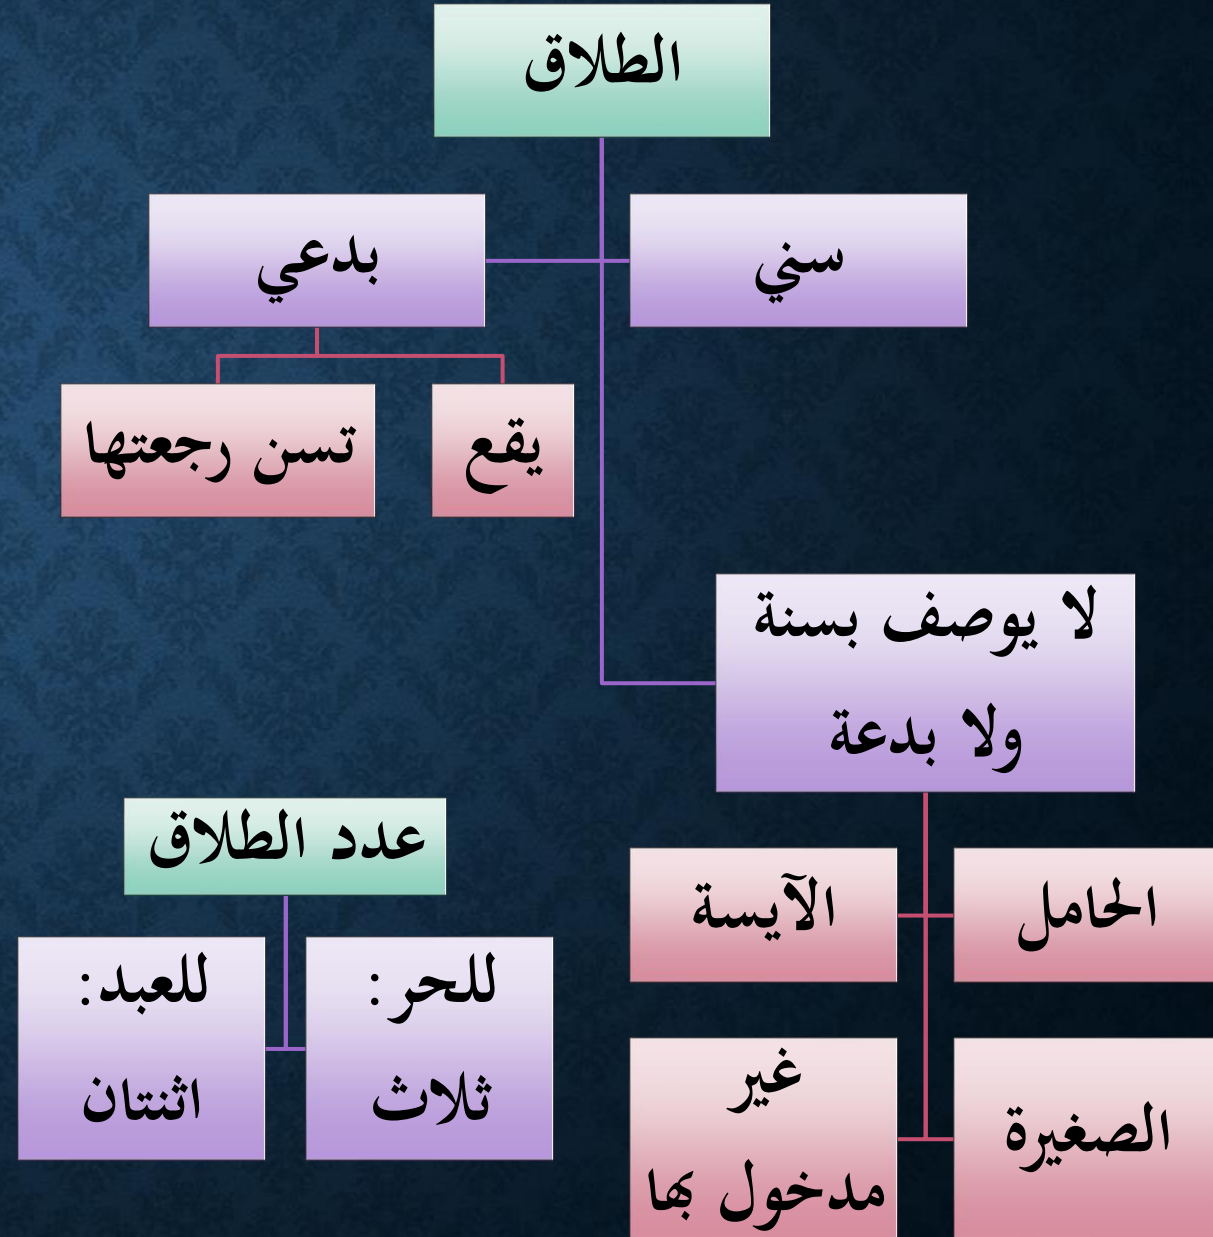 الطلاق
سني
بدعي
يقع
تسن رجعتها
لا يوصف بسنة
ولا بدعة
الحامل
الآيسة
الصغيرة
غير
مدخول بها
عدد الطلاق
للحر:
ثلاث
للعبد:
اثنتان